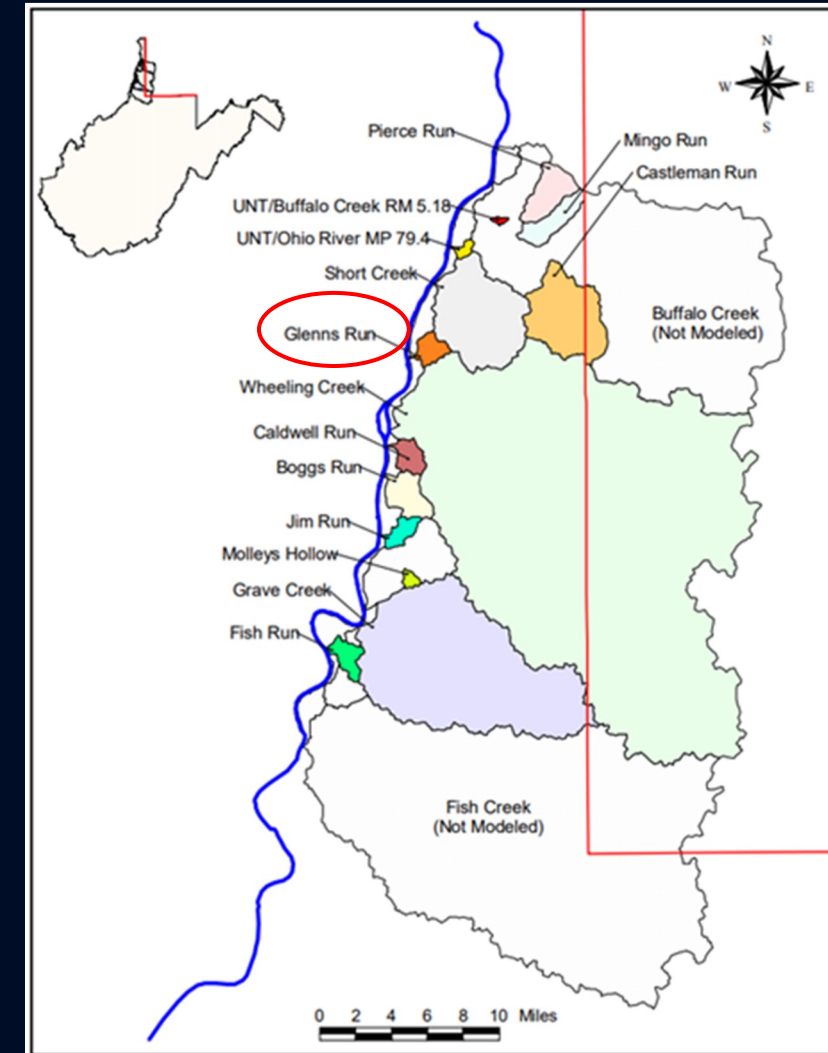 N
W
E
S
Pierce Run
Mingo Run
Castleman Run
UNT/Buffalo Creek RM 5.18
UNT/Ohio River MP 79.4
Short Creek
Buffalo Creek
(Not Modeled)
Glenns Run
Wheeling Creek
Caldwell Run
Boggs Run
Jim Run
Molleys Hollow
Grave Creek
Fish Run
Fish Creek
(Not Modeled)
0 2 4 6 8 10 Miles